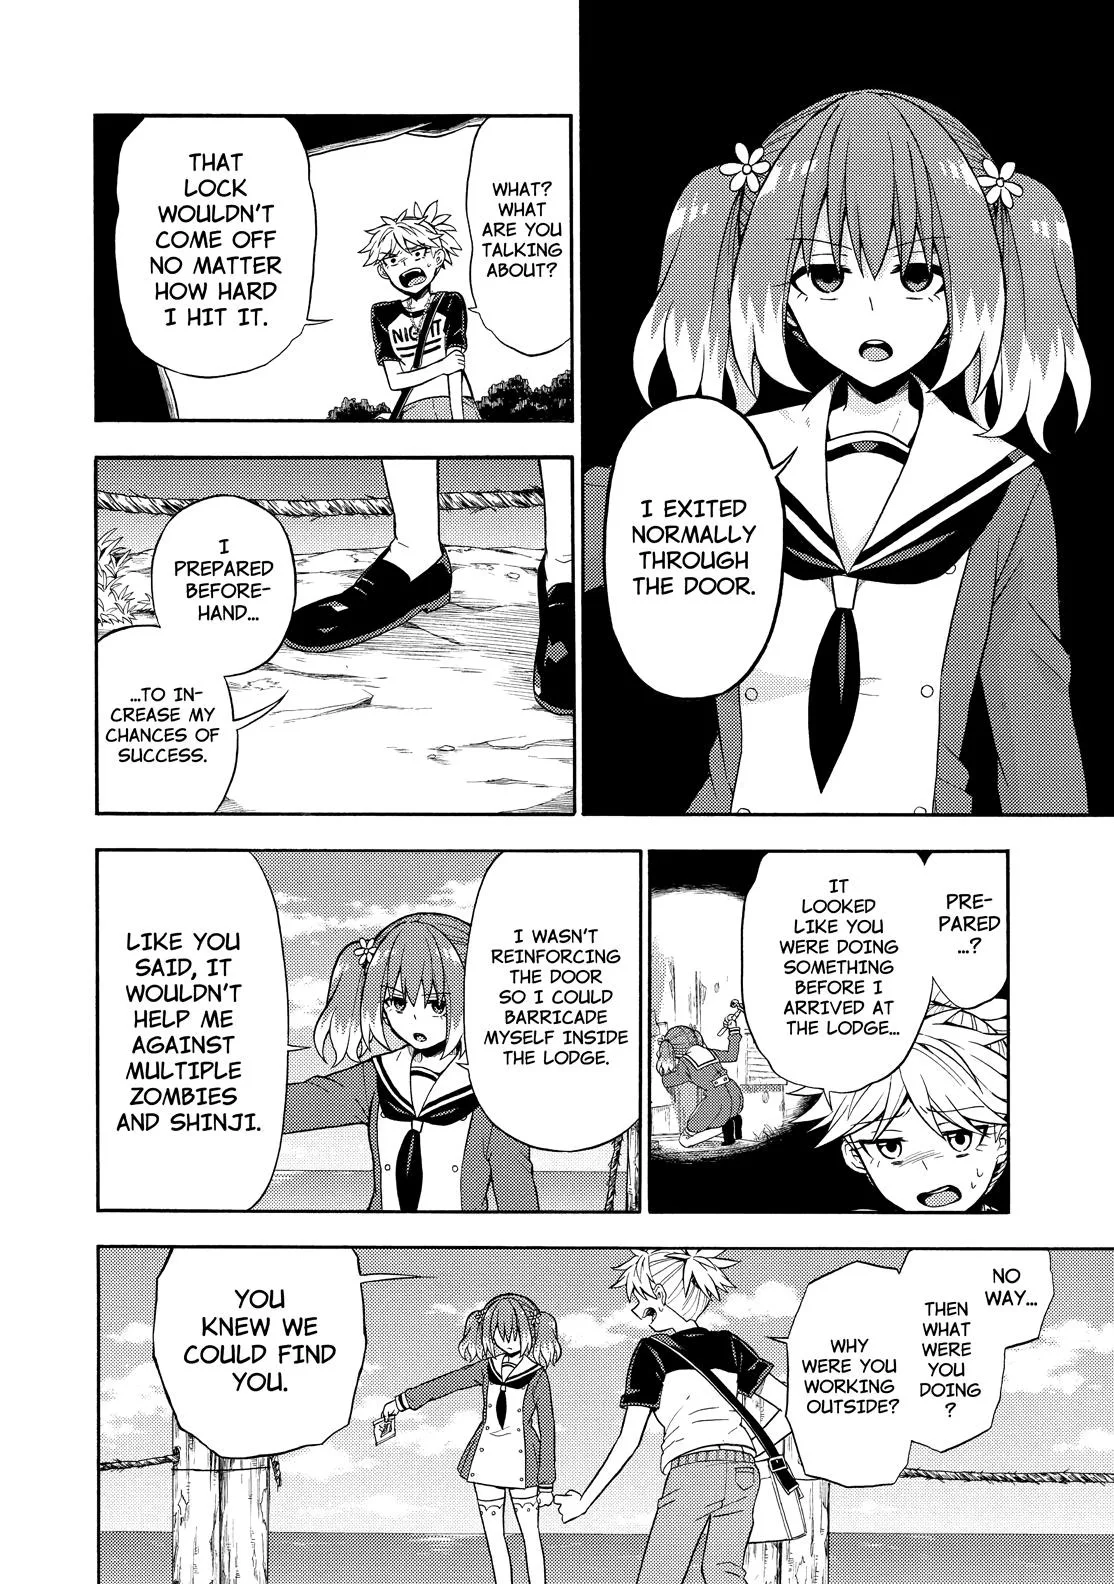 I EXITED
NORMALLY
THROUGH
THE DOOR.
WHAT?
WHAT
ARE YOU
TALKING
ABOUT?
THAT
LOCK
WOULDN'T
COME OFF
NO MATTER
HOW HARD
I HIT IT.
NIGHT
I
PREPARED
BEFORE-
HAND...
...TO IN-
CREASE MY
CHANCES OF
SUCCESS.
PRE-
PARED
...?
IT
LOOKED
LIKE YOU
WERE DOING
SOMETHING
BEFORE I
ARRIVED AT
THE LODGE...
I WASN'T
REINFORCING
THE DOOR
SO I COULD
BARRICADE
MYSELF INSIDE
THE LODGE.
LIKE YOU
SAID, IT
WOULDN'T
HELP ME
AGAINST
MULTIPLE
ZOMBIES
AND SHINJI.
NO
WAY...
THEN
WHAT
WERE
YOU
DOING
?
WHY
WERE YOU
WORKING
OUTSIDE?
YOU
KNEW WE
COULD FIND
YOU.